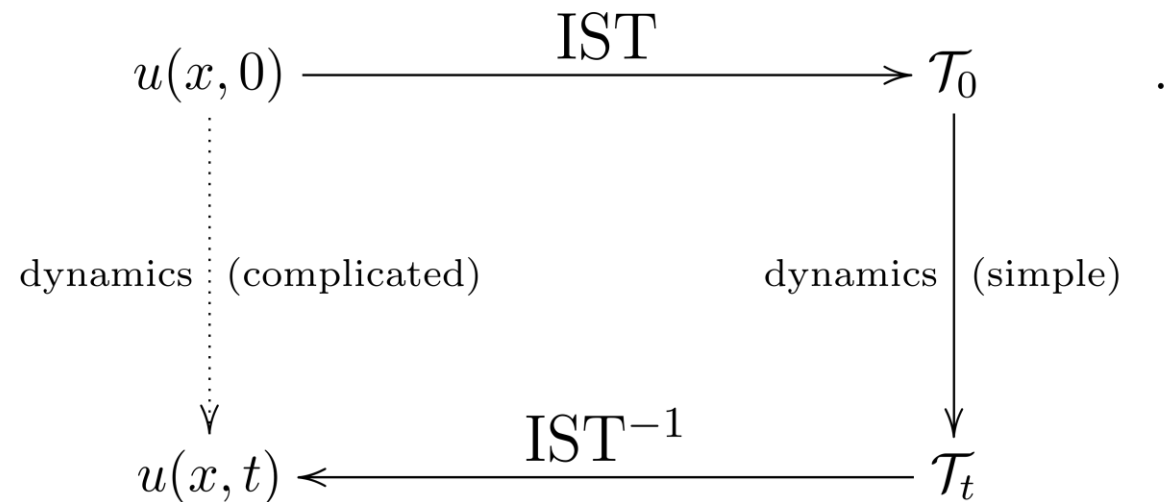 IST
u(x, 0) 𝒯₀ .
dynamics (complicated) dynamics (simple)
IST⁻¹
u(x, t) 𝒯ₜ